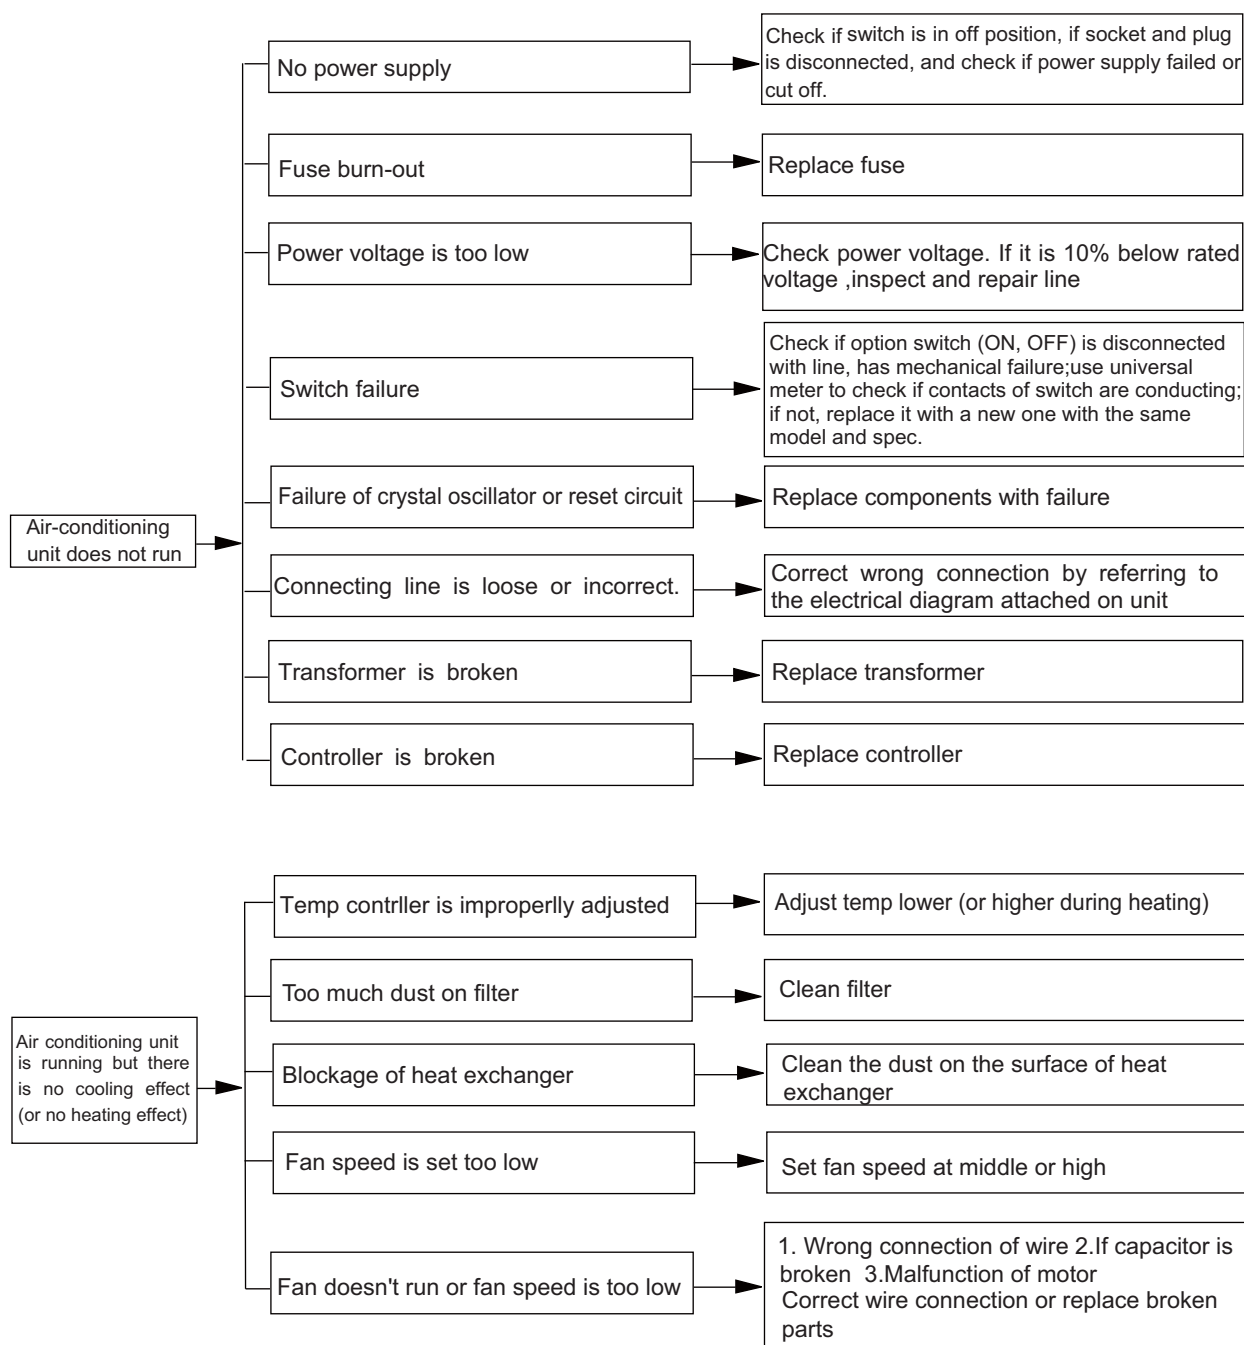 No power supply
Check if switch is in off position, if socket and plug
is disconnected, and check if power supply failed or
cut off.
Fuse burn-out
Replace fuse
Power voltage is too low
Check power voltage. If it is 10% below rated
voltage ,inspect and repair line
Switch failure
Check if option switch (ON, OFF) is disconnected
with line, has mechanical failure;use universal
meter to check if contacts of switch are conducting;
if not, replace it with a new one with the same
model and spec.
Air-conditioning
unit does not run
Failure of crystal oscillator or reset circuit
Replace components with failure
Connecting line is loose or incorrect.
Correct wrong connection by referring to
the electrical diagram attached on unit
Transformer is broken
Replace transformer
Controller is broken
Replace controller
Temp contrller is improperlly adjusted
Adjust temp lower (or higher during heating)
Too much dust on filter
Clean filter
Air conditioning unit
is running but there
is no cooling effect
(or no heating effect)
Blockage of heat exchanger
Clean the dust on the surface of heat
exchanger
Fan speed is set too low
Set fan speed at middle or high
Fan doesn't run or fan speed is too low
1. Wrong connection of wire 2.If capacitor is
broken 3.Malfunction of motor
Correct wire connection or replace broken
parts